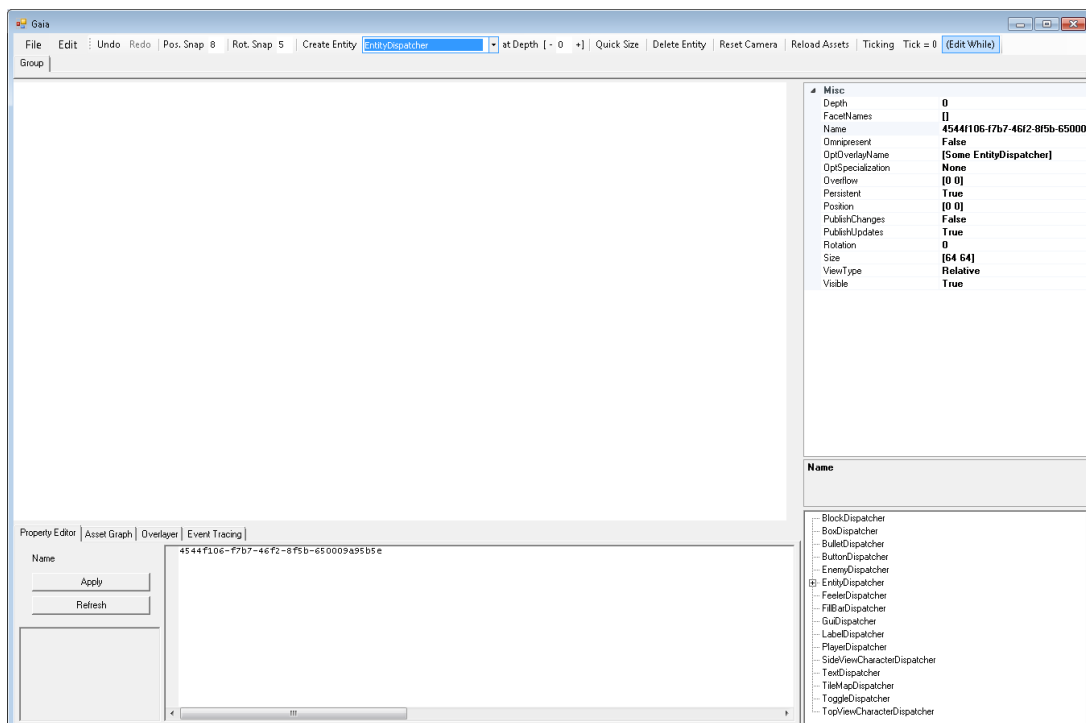 Gaia
File Edit Undo Redo Pos. Snap 8 Rot. Snap 5 Create Entity EntityDispatcher at Depth [ - 0 +] Quick Size Delete Entity Reset Camera Reload Assets Ticking Tick = 0 (Edit While)
Group
Misc
Depth 0
FacetNames []
Name 4544f106-f7b7-46f2-8f5b-65000
Omnipresent False
OptOverlayName [Some EntityDispatcher]
OptSpecialization None
Overflow [0 0]
Persistent True
Position [0 0]
PublishChanges False
PublishUpdates True
Rotation 0
Size [64 64]
ViewType Relative
Visible True
Name
Property Editor Asset Graph Overlayer Event Tracing
Name
Apply
Refresh
4544f106-f7b7-46f2-8f5b-650009a95b5e
BlockDispatcher
BoxDispatcher
BulletDispatcher
ButtonDispatcher
EnemyDispatcher
EntityDispatcher
FeelerDispatcher
FillBarDispatcher
GuiDispatcher
LabelDispatcher
PlayerDispatcher
SideViewCharacterDispatcher
TextDispatcher
TileMapDispatcher
ToggleDispatcher
TopViewCharacterDispatcher